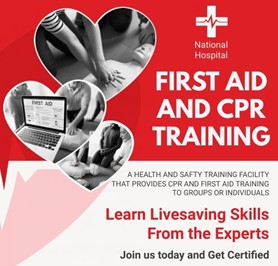 National
Hospital
FIRST AID
AND CPR
TRAINING
FIRST AID
A HEALTH AND SAFTY TRAINING FACILITY
THAT PROVIDES CPR AND FIRST AID TRAINING
TO GROUPS OR INDIVIDUALS
Learn Livesaving Skills
From the Experts
Join us today and Get Certified